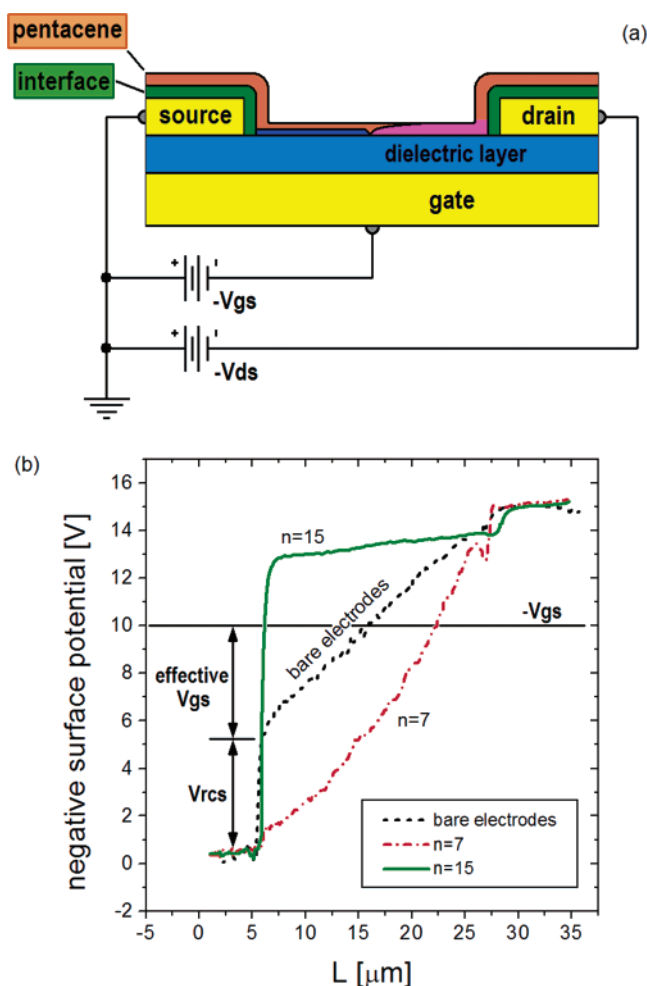 pentacene
(a)
interface
source
drain
dielectric layer
gate
+ -
-Vgs
+ -
-Vds
(b)
negative surface potential [V]
16
14
12
10
8
6
4
2
0
-2
n=15
bare electrodes
-Vgs
effective
Vgs
n=7
Vrcs
bare electrodes
n=7
n=15
-5 0 5 10 15 20 25 30 35
L [μm]